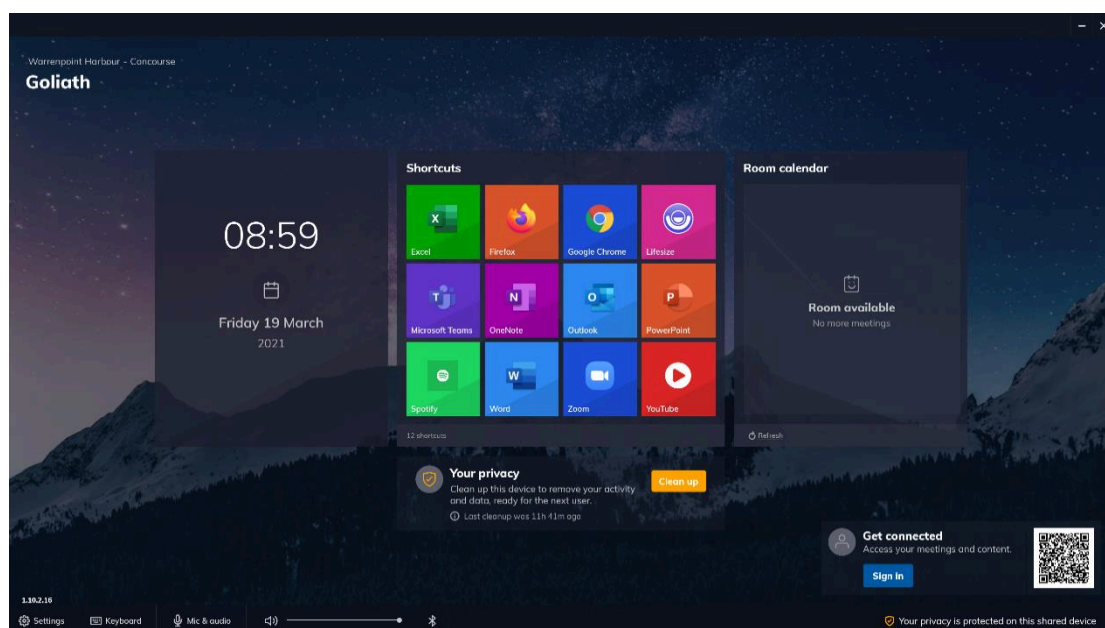 Warrenpoint Harbour - Concourse
Goliath
08:59
Friday 19 March
2021
Shortcuts
Excel
Firefox
Google Chrome
Lifesize
Microsoft Teams
OneNote
Outlook
PowerPoint
Spotify
Word
Zoom
YouTube
12 shortcuts
Room calendar
Room available
No more meetings
Refresh
Your privacy
Clean up this device to remove your activity
and data, ready for the next user.
Last cleanup was 11h 41m ago
Clean up
Get connected
Access your meetings and content.
Sign in
1.10.2.16
Settings
Keyboard
Mic & audio
Your privacy is protected on this shared device